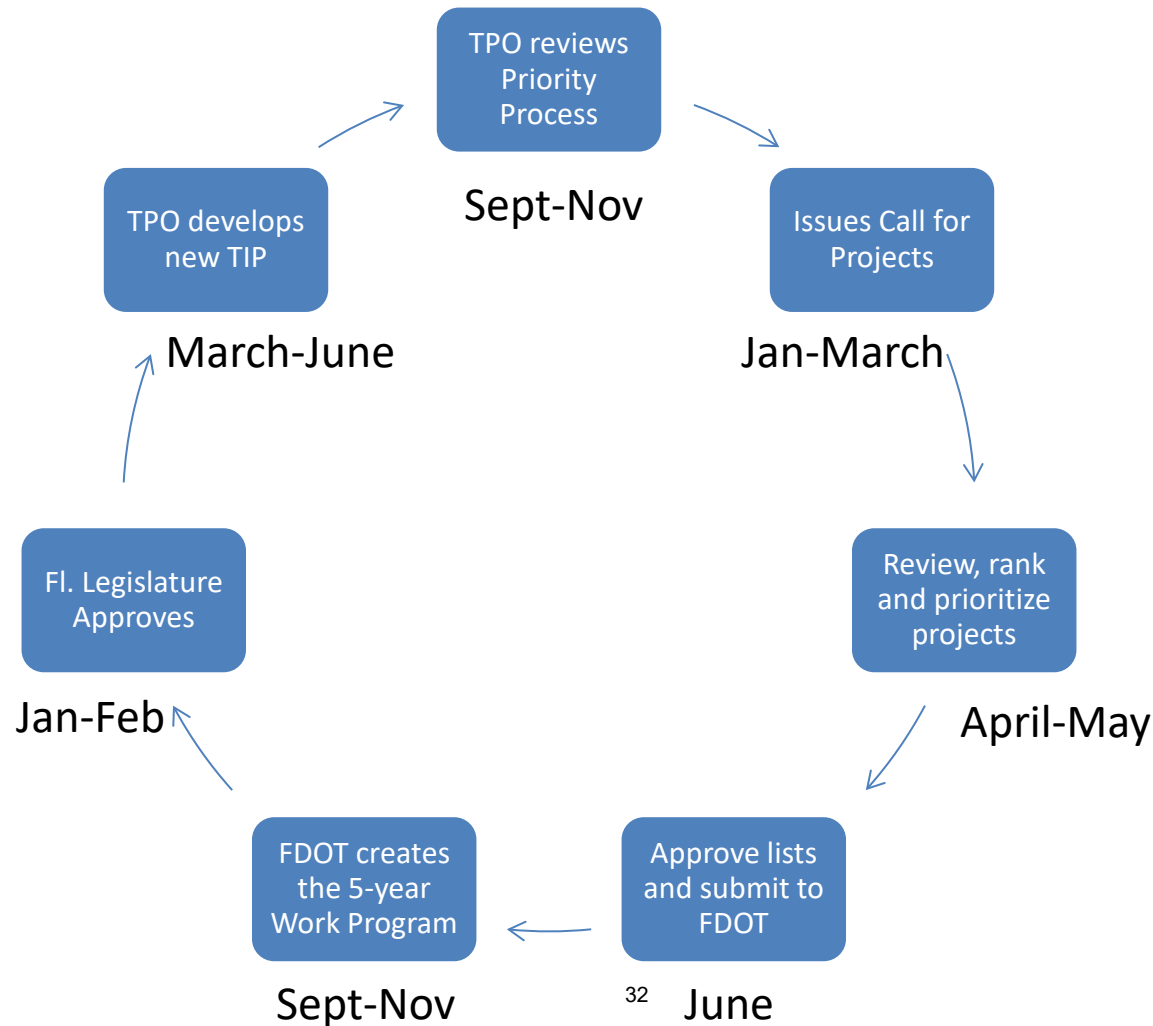 TPO reviews
Priority
Process
Sept-Nov
Issues Call for
Projects
Jan-March
Review, rank
and prioritize
projects
April-May
Approve lists
and submit to
FDOT
June
32
FDOT creates
the 5-year
Work Program
Sept-Nov
Fl. Legislature
Approves
Jan-Feb
TPO develops
new TIP
March-June